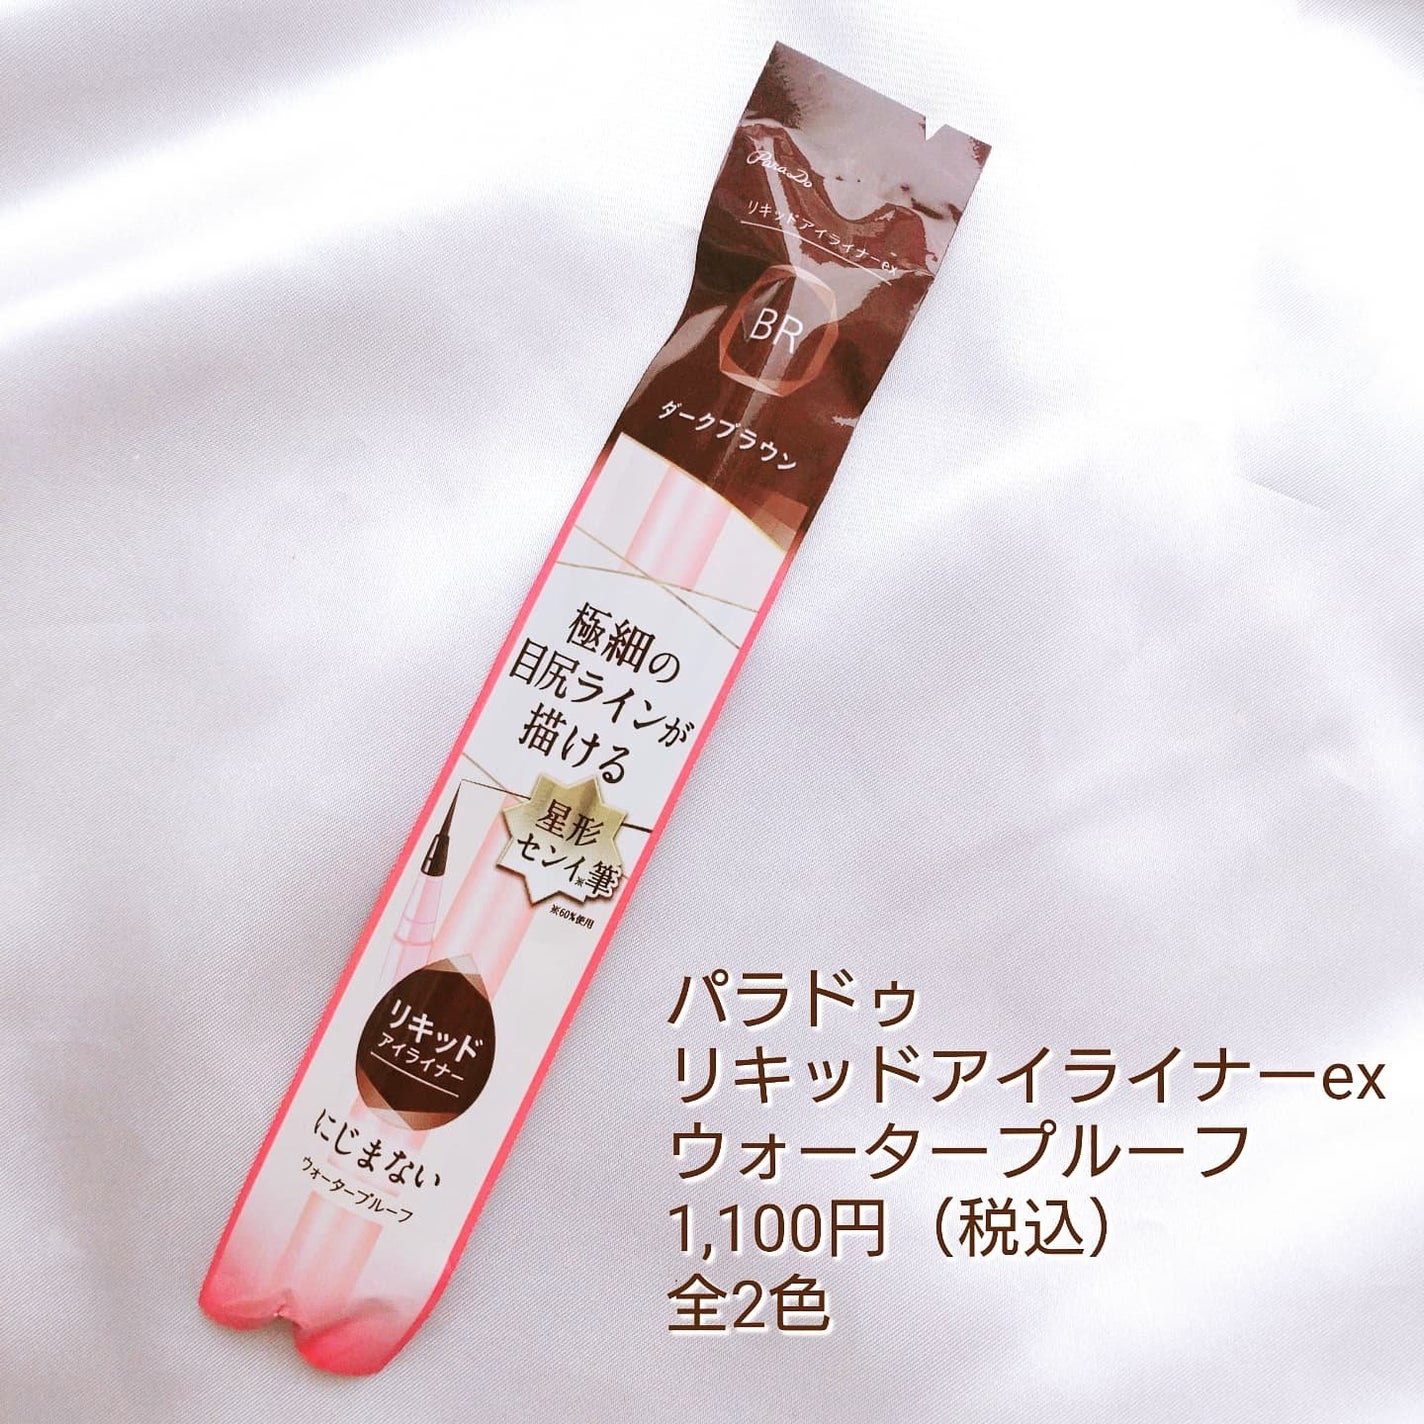 ParaDo
リキッドアイライナーex
BR
ダークブラウン
極細の
目尻ラインが
描ける
星形
センイ※筆
※60%使用
リキッド
アイライナー
にじまない
ウォータープルーフ
パラドゥ
リキッドアイライナーex
ウォータープルーフ
1,100円（税込）
全2色